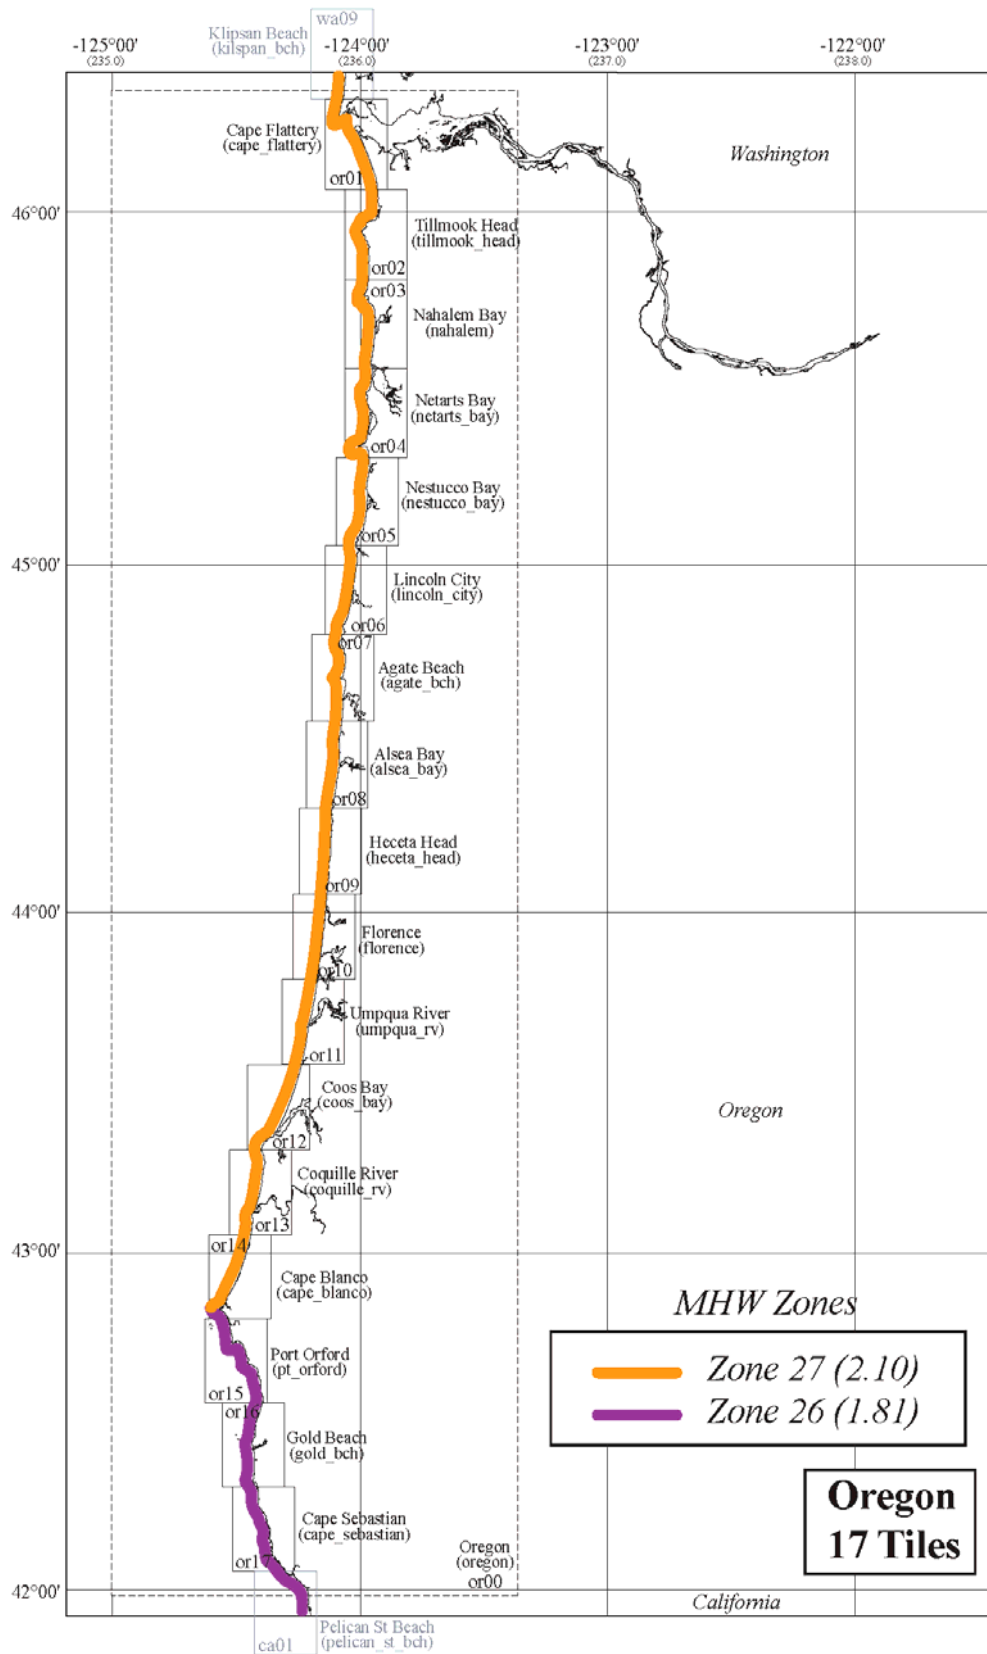 wa09
Klipsan Beach
(kilspan_bch)
-125°00'
(235.0)
-124°00'
(236.0)
-123°00'
(237.0)
-122°00'
(238.0)
Cape Flattery
(cape_flattery)
or01
Washington
46°00'
Tillmook Head
(tillmook_head)
or02
or03
Nahalem Bay
(nahalem)
Netarts Bay
(netarts_bay)
or04
Nestucco Bay
(nestucco_bay)
or05
45°00'
Lincoln City
(lincoln_city)
or06
or07
Agate Beach
(agate_bch)
Alsea Bay
(alsea_bay)
or08
Heceta Head
(heceta_head)
or09
44°00'
Florence
(florence)
or10
Umpqua River
(umpqua_rv)
or11
Coos Bay
(coos_bay)
or12
Oregon
Coquille River
(coquille_rv)
or13
or14
43°00'
Cape Blanco
(cape_blanco)
MHW Zones
Zone 27 (2.10)
Zone 26 (1.81)
Port Orford
(pt_orford)
or15
or16
Gold Beach
(gold_bch)
Oregon
17 Tiles
Cape Sebastian
(cape_sebastian)
or17
Oregon
(oregon)
or00
42°00'
California
Pelican St Beach
(pelican_st_bch)
ca01